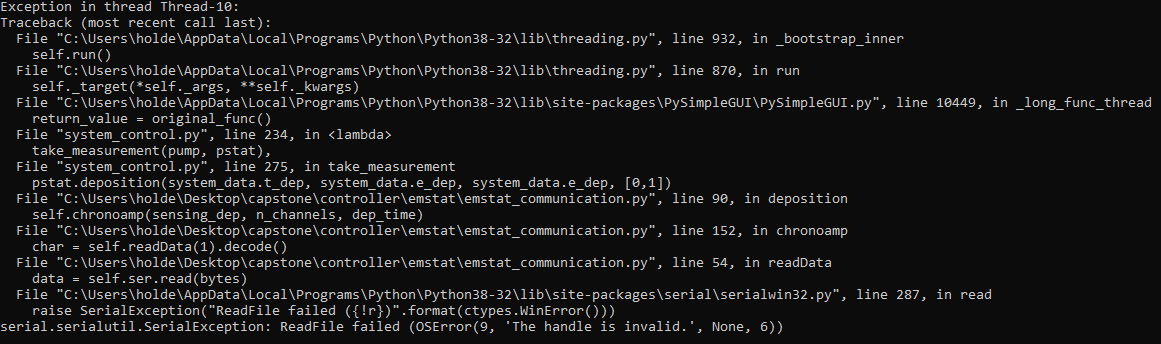 Exception in thread Thread-10:
Traceback (most recent call last):
  File "C:\Users\holde\AppData\Local\Programs\Python\Python38-32\lib\threading.py", line 932, in _bootstrap_inner
    self.run()
  File "C:\Users\holde\AppData\Local\Programs\Python\Python38-32\lib\threading.py", line 870, in run
    self._target(*self._args, **self._kwargs)
  File "C:\Users\holde\AppData\Local\Programs\Python\Python38-32\lib\site-packages\PySimpleGUI\PySimpleGUI.py", line 10449, in _long_func_thread
    return_value = original_func()
  File "system_control.py", line 234, in <lambda>
    take_measurement(pump, pstat),
  File "system_control.py", line 275, in take_measurement
    pstat.deposition(system_data.t_dep, system_data.e_dep, system_data.e_dep, [0,1])
  File "C:\Users\holde\Desktop\capstone\controller\emstat\emstat_communication.py", line 90, in deposition
    self.chronoamp(sensing_dep, n_channels, dep_time)
  File "C:\Users\holde\Desktop\capstone\controller\emstat\emstat_communication.py", line 152, in chronoamp
    char = self.readData(1).decode()
  File "C:\Users\holde\Desktop\capstone\controller\emstat\emstat_communication.py", line 54, in readData
    data = self.ser.read(bytes)
  File "C:\Users\holde\AppData\Local\Programs\Python\Python38-32\lib\site-packages\serial\serialwin32.py", line 287, in read
    raise SerialException("ReadFile failed ({!r})".format(ctypes.WinError()))
serial.serialutil.SerialException: ReadFile failed (OSError(9, 'The handle is invalid.', None, 6))